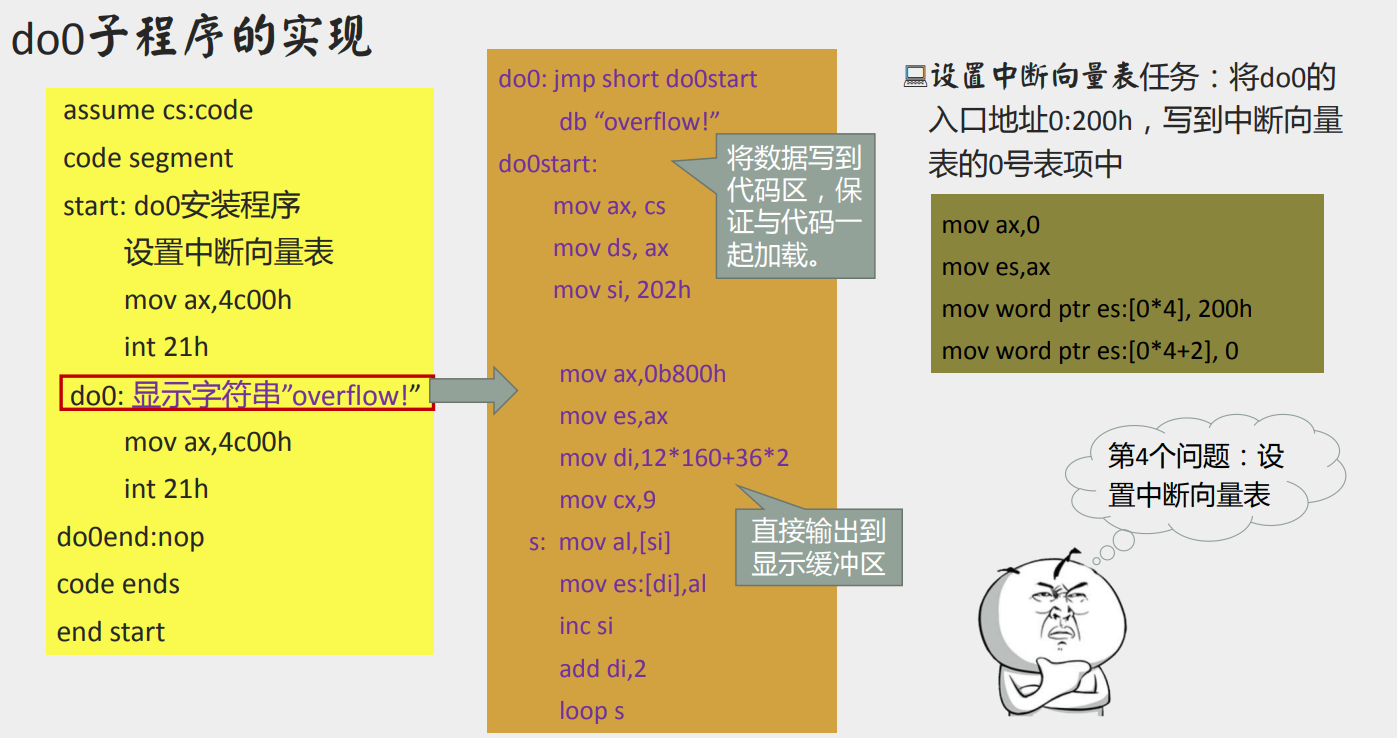 do0子程序的实现
assume cs:code
code segment
start: do0安装程序
设置中断向量表
mov ax,4c00h
int 21h
do0: 显示字符串”overflow!”
mov ax,4c00h
int 21h
do0end:nop
code ends
end start
do0: jmp short do0start
db “overflow!”
do0start:
mov ax, cs
mov ds, ax
mov si, 202h
mov ax,0b800h
mov es,ax
mov di,12*160+36*2
mov cx,9
s: mov al,[si]
mov es:[di],al
inc si
add di,2
loop s
将数据写到
代码区，保
证与代码一
起加载。
直接输出到
显示缓冲区
设置中断向量表任务：将do0的
入口地址0:200h，写到中断向量
表的0号表项中
mov ax,0
mov es,ax
mov word ptr es:[0*4], 200h
mov word ptr es:[0*4+2], 0
第4个问题：设
置中断向量表